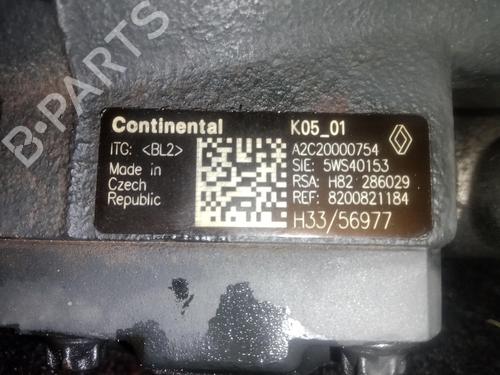 B-PARTS
Continental K05_01
ITC: <BL2> A2C20000754
Made in SIE: 5WS40153
Czech RSA: H82 286029
Republic REF: 8200821184
H33/56977